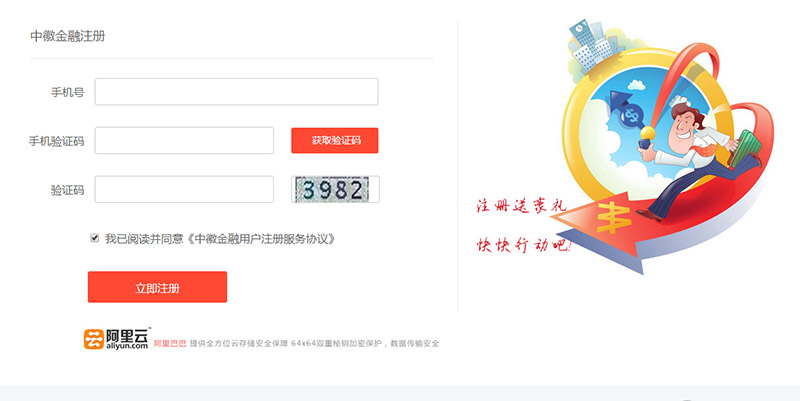 中徽金融注册
手机号
手机验证码
获取验证码
验证码
3982
我已阅读并同意《中徽金融用户注册服务协议》
立即注册
阿里云™
aliyun.com
阿里巴巴 提供全方位云存储安全保障 64x64双重秘钥加密保护，数据传输安全
$
注册送豪礼
快快行动吧!